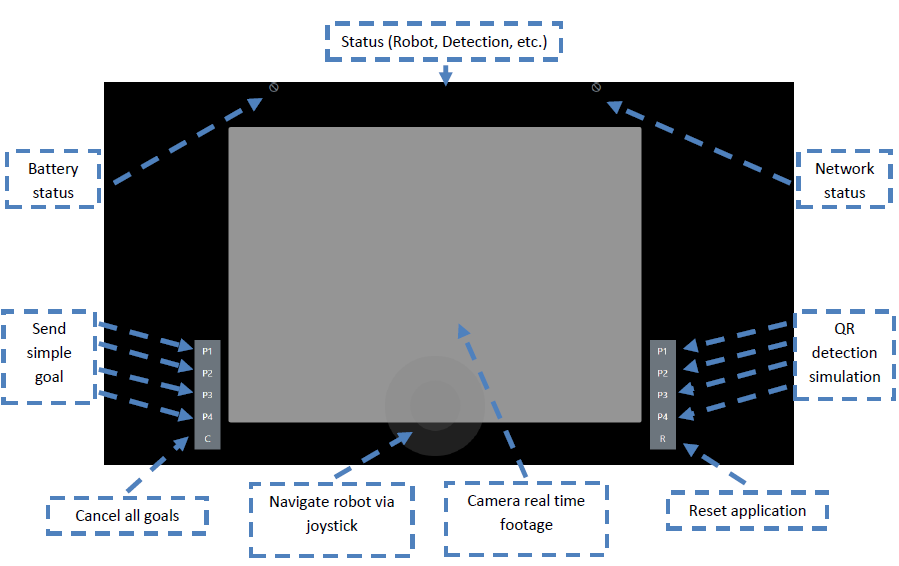 Status (Robot, Detection, etc.)
Battery
status
Network
status
Send
simple
goal
P1
P2
P3
P4
C
P1
P2
P3
P4
R
QR
detection
simulation
Cancel all goals
Navigate robot via
joystick
Camera real time
footage
Reset application